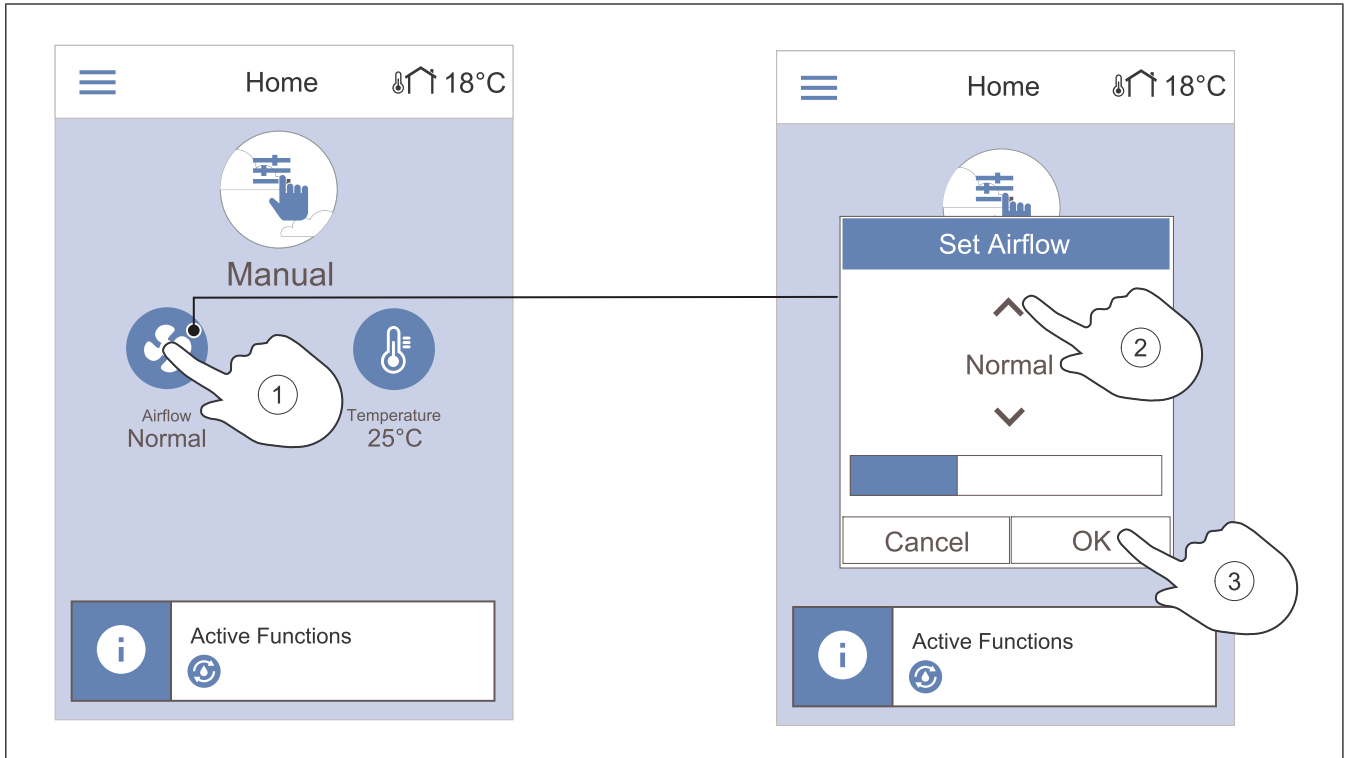 Home
18°C
Manual
1
Airflow
Normal
Temperature
25°C
i
Active Functions
Home
18°C
Set Airflow
2
Normal
Cancel
OK
3
i
Active Functions